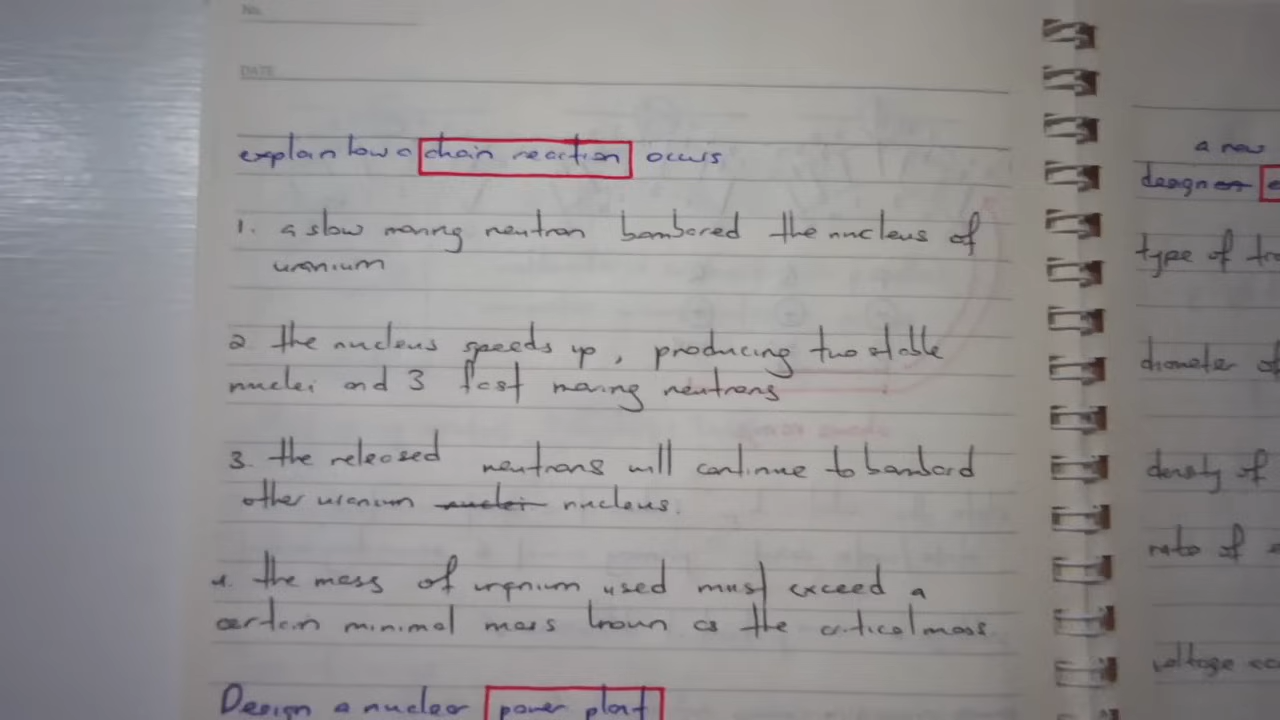 No.
DATE
explain how a chain reaction occurs
1. a slow moving neutron bombored the nucleus of
uranium
2. the nucleus speeds up, producing two stable
nuclei and 3 fast moving neutrons
3. the released neutrons will continue to bombord
other uranium nuclei nucleus.
4. the mass of uranium used must exceed a
certain minimal mass known as the critical mass
Design a nuclear power plant
a new
design
type of
diameter of
density of
rate of
voltage